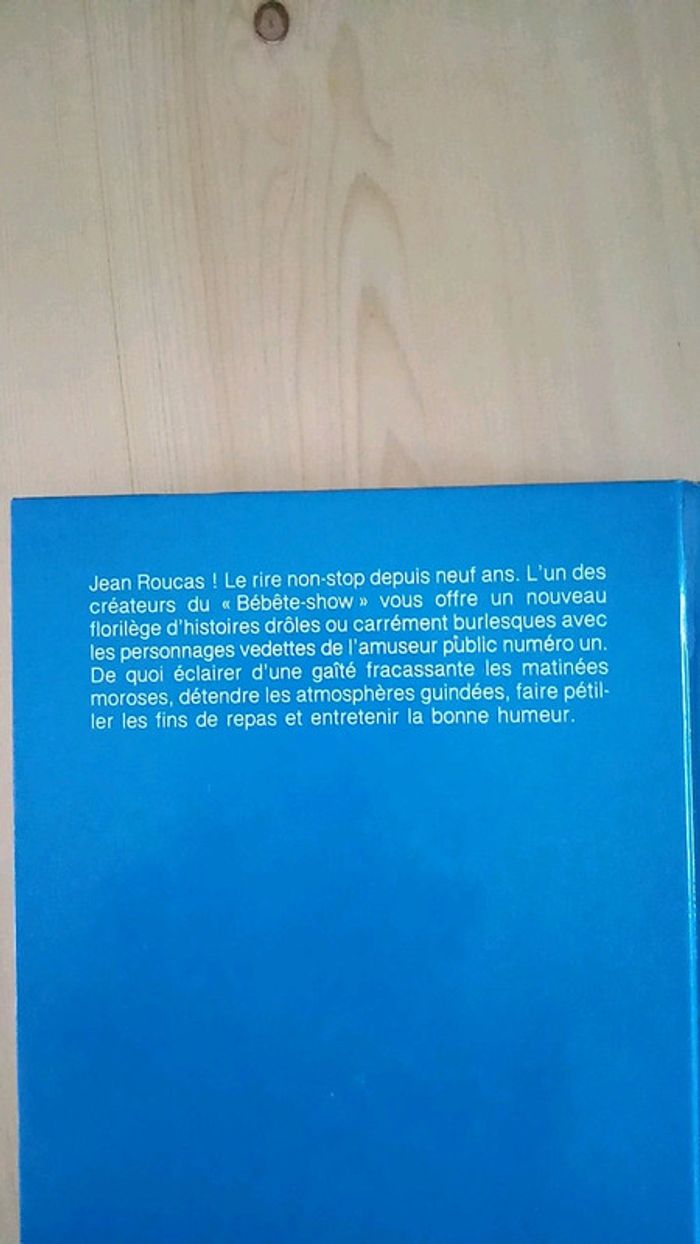 Jean Roucas ! Le rire non-stop depuis neuf ans. L'un des
créateurs du « Bébête-show » vous offre un nouveau
florilège d'histoires drôles ou carrément burlesques avec
les personnages vedettes de l'amuseur public numéro un.
De quoi éclairer d'une gaîté fracassante les matinées
moroses, détendre les atmosphères guindées, faire pétil-
ler les fins de repas et entretenir la bonne humeur.